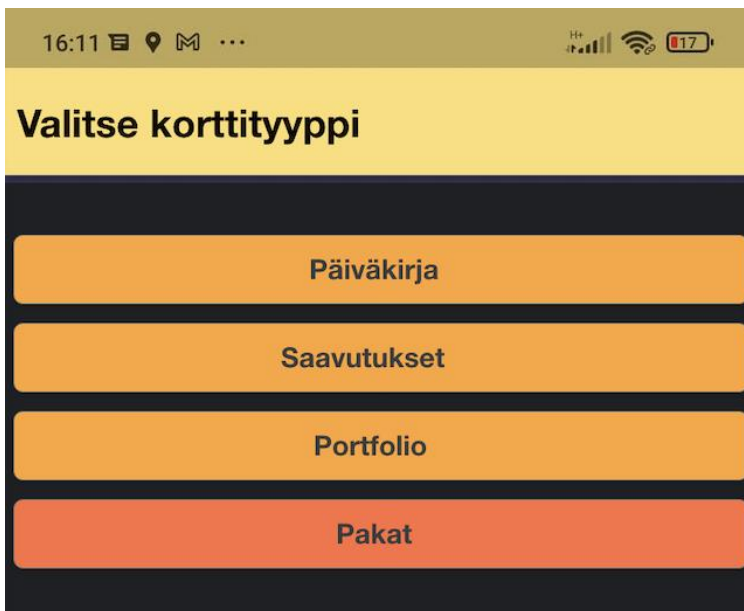 16:11
H+
17
Valitse korttityyppi
Päiväkirja
Saavutukset
Portfolio
Pakat